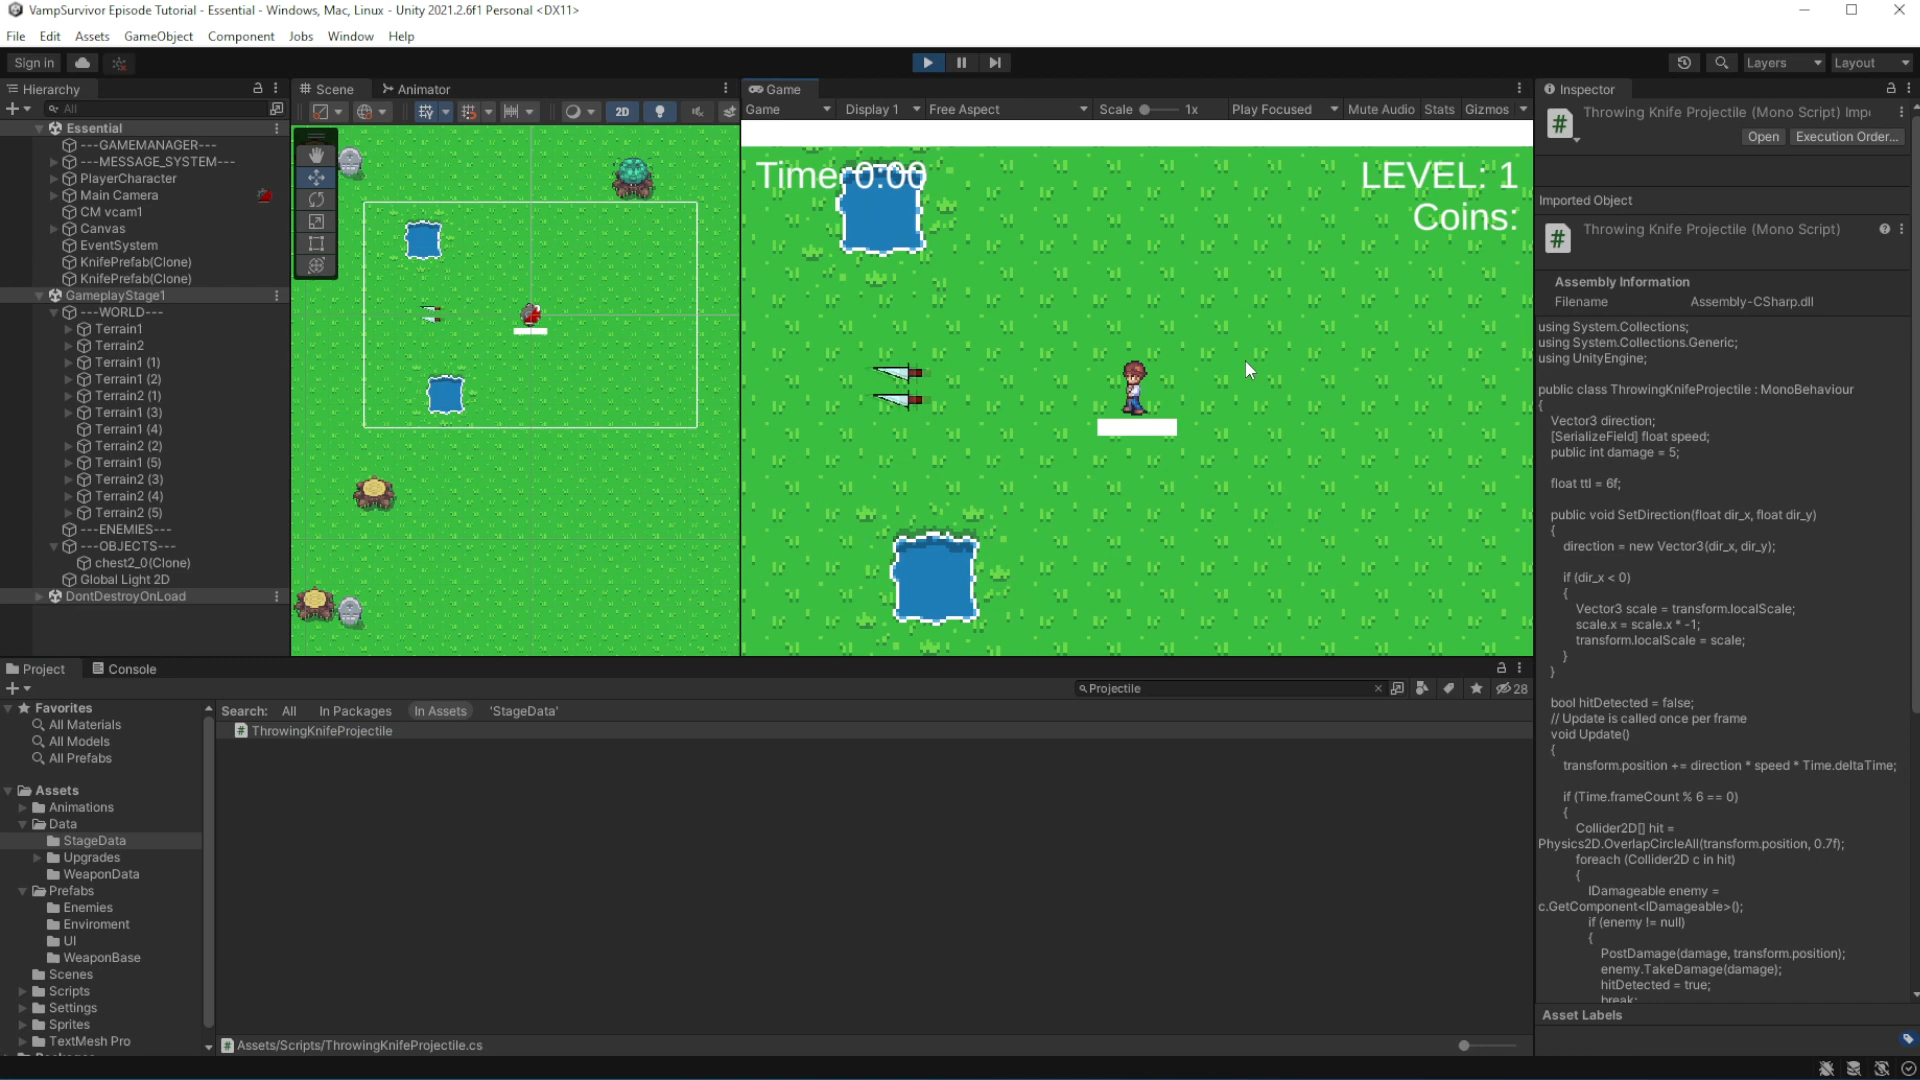 VampSurvivor Episode Tutorial - Essential - Windows, Mac, Linux - Unity 2021.2.6f1 Personal <DX11>
File Edit Assets GameObject Component Jobs Window Help
Sign in
Layers
Layout
Hierarchy
All
Essential
---GAMEMANAGER---
---MESSAGE_SYSTEM---
PlayerCharacter
Main Camera
CM vcam1
Canvas
EventSystem
KnifePrefab(Clone)
KnifePrefab(Clone)
GameplayStage1
---WORLD---
Terrain1
Terrain2
Terrain1 (1)
Terrain1 (2)
Terrain2 (1)
Terrain1 (3)
Terrain1 (4)
Terrain2 (2)
Terrain1 (5)
Terrain2 (3)
Terrain2 (4)
Terrain2 (5)
---ENEMIES---
---OBJECTS---
chest2_0(Clone)
Global Light 2D
DontDestroyOnLoad
Scene Animator
2D
Game
Game Display 1 Free Aspect Scale 1x Play Focused Mute Audio Stats Gizmos
Time: 0:00
LEVEL: 1
Coins:
Inspector
Throwing Knife Projectile (Mono Script) Impo
Open Execution Order...
Imported Object
Throwing Knife Projectile (Mono Script)
Assembly Information
Filename Assembly-CSharp.dll
using System.Collections;
using System.Collections.Generic;
using UnityEngine;
public class ThrowingKnifeProjectile : MonoBehaviour
{
Vector3 direction;
[SerializeField] float speed;
public int damage = 5;
float ttl = 6f;
public void SetDirection(float dir_x, float dir_y)
{
direction = new Vector3(dir_x, dir_y);
if (dir_x < 0)
{
Vector3 scale = transform.localScale;
scale.x = scale.x * -1;
transform.localScale = scale;
}
}
bool hitDetected = false;
// Update is called once per frame
void Update()
{
transform.position += direction * speed * Time.deltaTime;
if (Time.frameCount % 6 == 0)
{
Collider2D[] hit =
Physics2D.OverlapCircleAll(transform.position, 0.7f);
foreach (Collider2D c in hit)
{
IDamageable enemy =
c.GetComponent<IDamageable>();
if (enemy != null)
{
PostDamage(damage, transform.position);
enemy.TakeDamage(damage);
hitDetected = true;
break;
Asset Labels
Project Console
Projectile
28
Favorites
All Materials
All Models
All Prefabs
Assets
Animations
Data
StageData
Upgrades
WeaponData
Prefabs
Enemies
Enviroment
UI
WeaponBase
Scenes
Scripts
Settings
Sprites
TextMesh Pro
Search: All In Packages In Assets 'StageData'
ThrowingKnifeProjectile
Assets/Scripts/ThrowingKnifeProjectile.cs